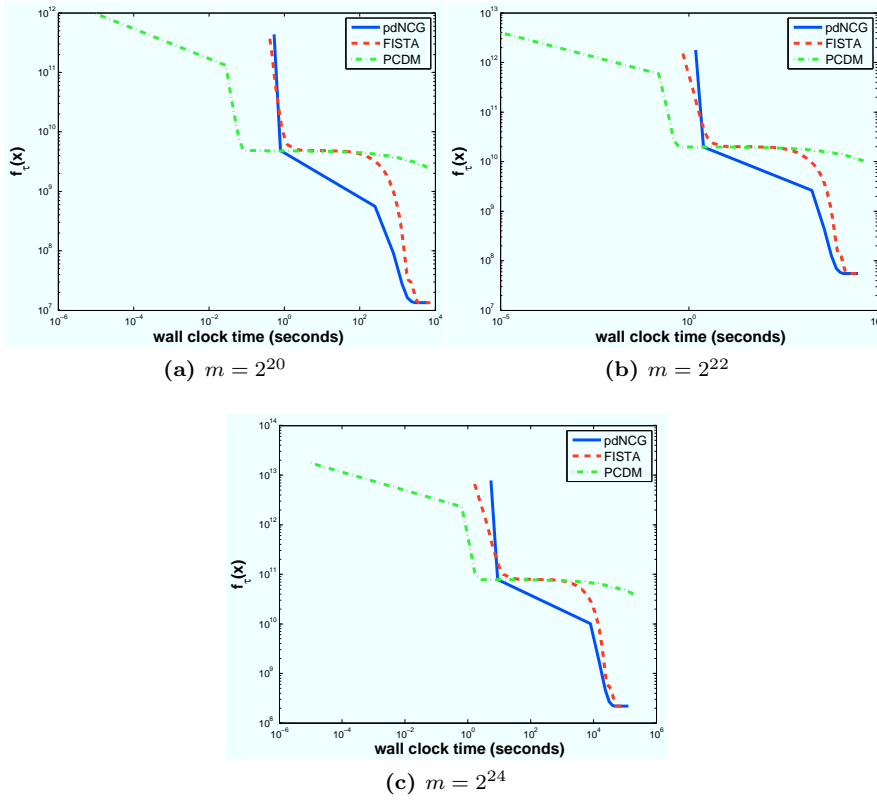 10^12
10^11
10^10
10^9
10^8
10^7
f_τ(x)
10^−6
10^−4
10^−2
10^0
10^2
10^4
wall clock time (seconds)
pdNCG
FISTA
PCDM
(a) m = 2^20
10^13
10^12
10^11
10^10
10^9
10^8
10^7
f_τ(x)
10^−5
10^0
wall clock time (seconds)
pdNCG
FISTA
PCDM
(b) m = 2^22
10^14
10^13
10^12
10^11
10^10
10^9
10^8
f_τ(x)
10^−6
10^−4
10^−2
10^0
10^2
10^4
10^6
wall clock time (seconds)
pdNCG
FISTA
PCDM
(c) m = 2^24